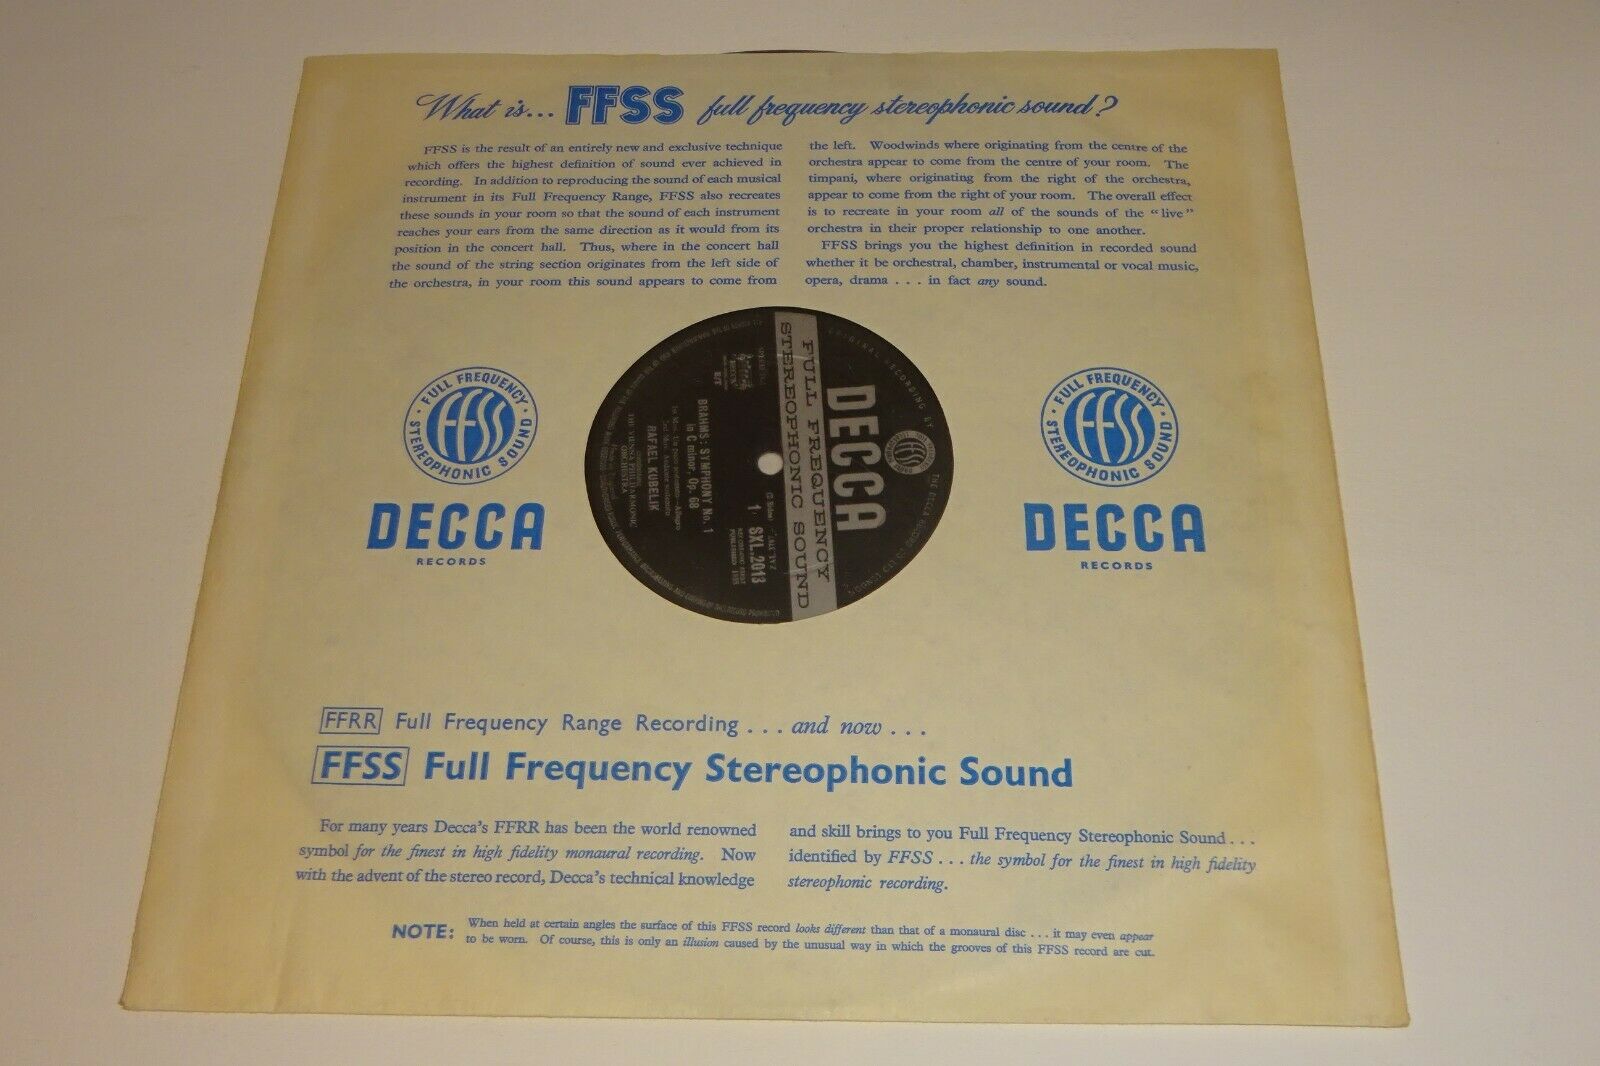 What is... FFSS full frequency stereophonic sound?
FFSS is the result of an entirely new and exclusive technique
which offers the highest definition of sound ever achieved in
recording. In addition to reproducing the sound of each musical
instrument in its Full Frequency Range, FFSS also recreates
these sounds in your room so that the sound of each instrument
reaches your ears from the same direction as it would from its
position in the concert hall. Thus, where in the concert hall
the sound of the string section originates from the left side of
the orchestra, in your room this sound appears to come from
the left. Woodwinds where originating from the centre of the
orchestra appear to come from the centre of your room. The
timpani, where originating from the right of the orchestra,
appear to come from the right of your room. The overall effect
is to recreate in your room all of the sounds of the "live"
orchestra in their proper relationship to one another.
FFSS brings you the highest definition in recorded sound
whether it be orchestral, chamber, instrumental or vocal music,
opera, drama . . . in fact any sound.
· FULL FREQUENCY · STEREOPHONIC SOUND
FFSS
DECCA
RECORDS
DECCA
FULL FREQUENCY
STEREOPHONIC SOUND
SXL.2013
1
BRAHMS: SYMPHONY No. 1
in C minor, Op. 68
1st Mov. Un poco sostenuto—Allegro
2nd Mov. Andante sostenuto
RAFAEL KUBELIK
conducting
THE VIENNA PHILHARMONIC
ORCHESTRA
· FULL FREQUENCY · STEREOPHONIC SOUND
FFSS
DECCA
RECORDS
FFRR Full Frequency Range Recording . . . and now . . .
FFSS Full Frequency Stereophonic Sound
For many years Decca's FFRR has been the world renowned
symbol for the finest in high fidelity monaural recording. Now
with the advent of the stereo record, Decca's technical knowledge
and skill brings to you Full Frequency Stereophonic Sound . . .
identified by FFSS . . . the symbol for the finest in high fidelity
stereophonic recording.
NOTE: When held at certain angles the surface of this FFSS record looks different than that of a monaural disc . . . it may even appear
to be worn. Of course, this is only an illusion caused by the unusual way in which the grooves of this FFSS record are cut.